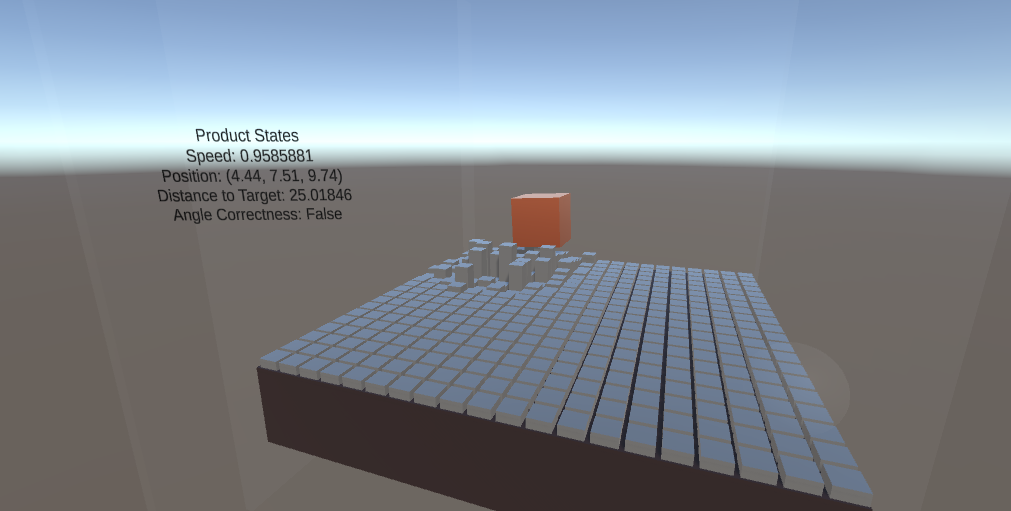 Product States
Speed: 0.9585881
Position: (4.44, 7.51, 9.74)
Distance to Target: 25.01846
Angle Correctness: False